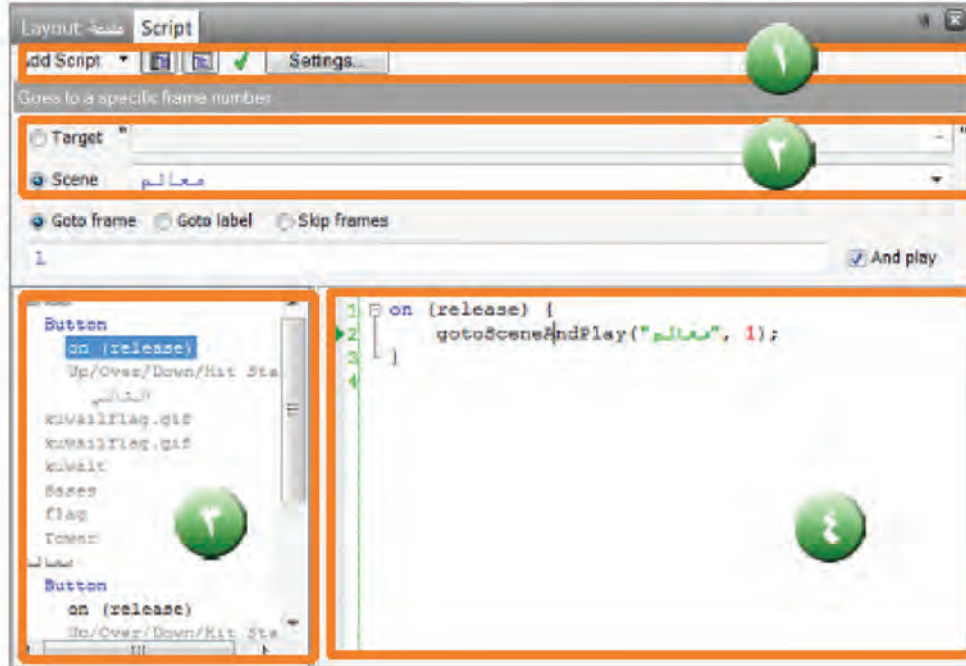 Layout مقدمة Script
Add Script Settings...
١
Goes to a specific frame number
Target " "
٢
Scene معالم
Goto frame Goto label Skip frames
1 And play
Button
on (release)
Up/Over/Down/Hit Sta
التالي
kuwaitflag.gif
kuwaitflag.gif
kuwait
Bases
flag
Tower
معالم
Button
on (release)
Up/Over/Down/Hit Sta
٣
1 on (release) {
2 gotoSceneAndPlay("معالم", 1);
3 }
4
٤